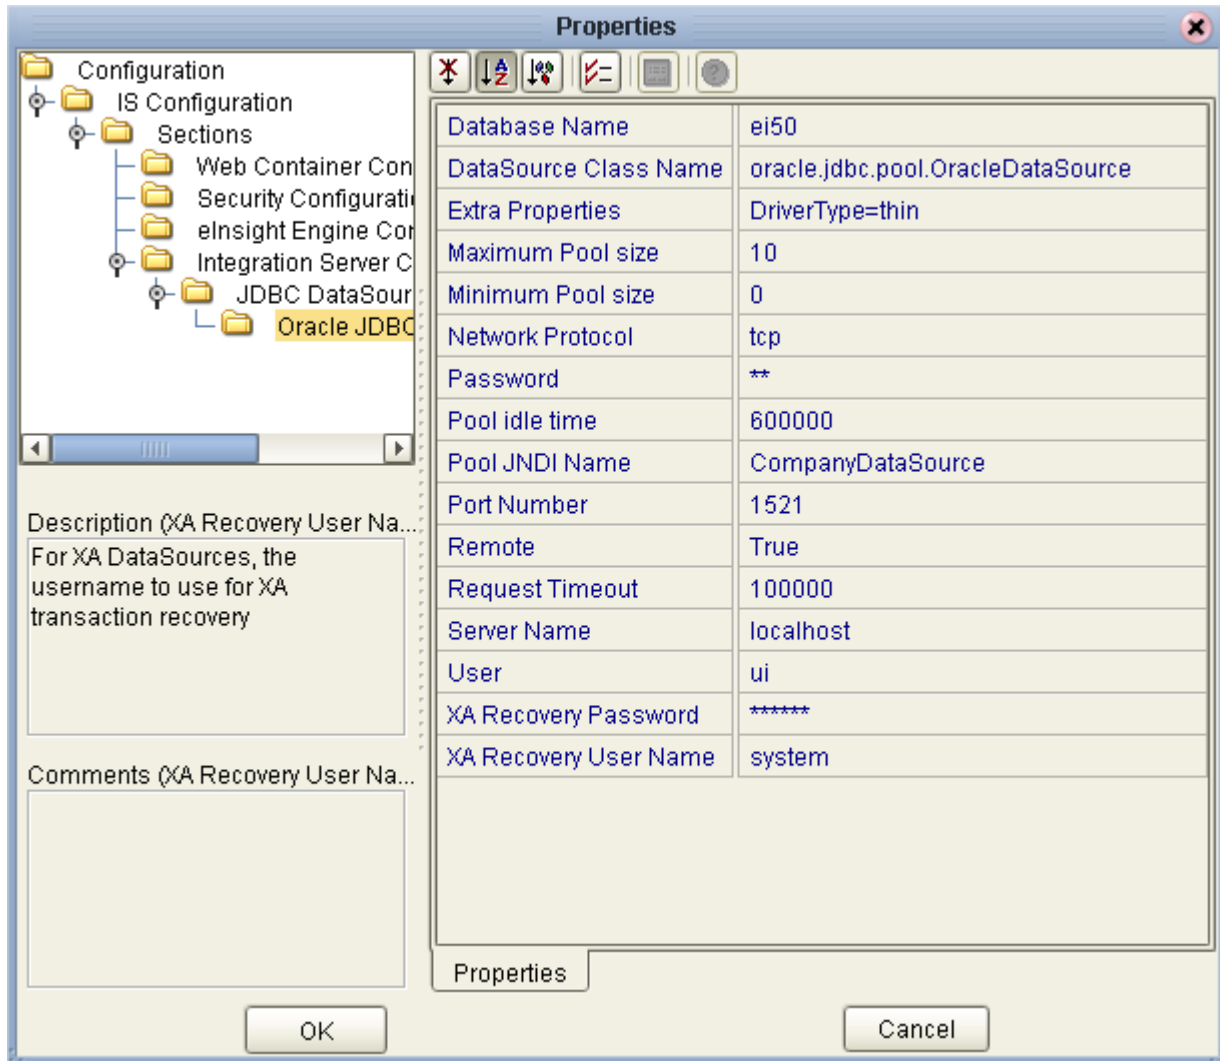 Properties
Configuration
IS Configuration
Sections
Web Container Con
Security Configurati
eInsight Engine Cor
Integration Server C
JDBC DataSour
Oracle JDBC
Description (XA Recovery User Na...
For XA DataSources, the
username to use for XA
transaction recovery
Comments (XA Recovery User Na...
Database Name ei50
DataSource Class Name oracle.jdbc.pool.OracleDataSource
Extra Properties DriverType=thin
Maximum Pool size 10
Minimum Pool size 0
Network Protocol tcp
Password **
Pool idle time 600000
Pool JNDI Name CompanyDataSource
Port Number 1521
Remote True
Request Timeout 100000
Server Name localhost
User ui
XA Recovery Password ******
XA Recovery User Name system
Properties
OK Cancel